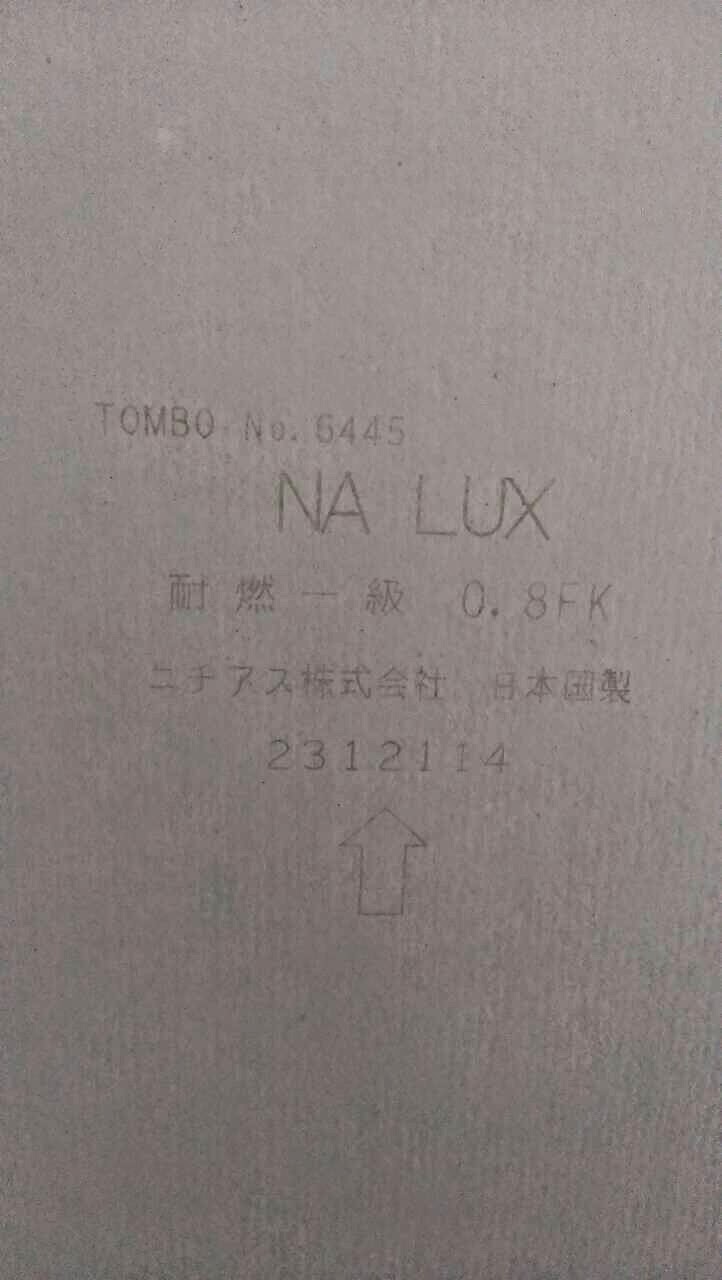 TOMBO No. 6445
NA LUX
耐燃一級 0.8FK
ニチアス株式会社 日本国製
2312114